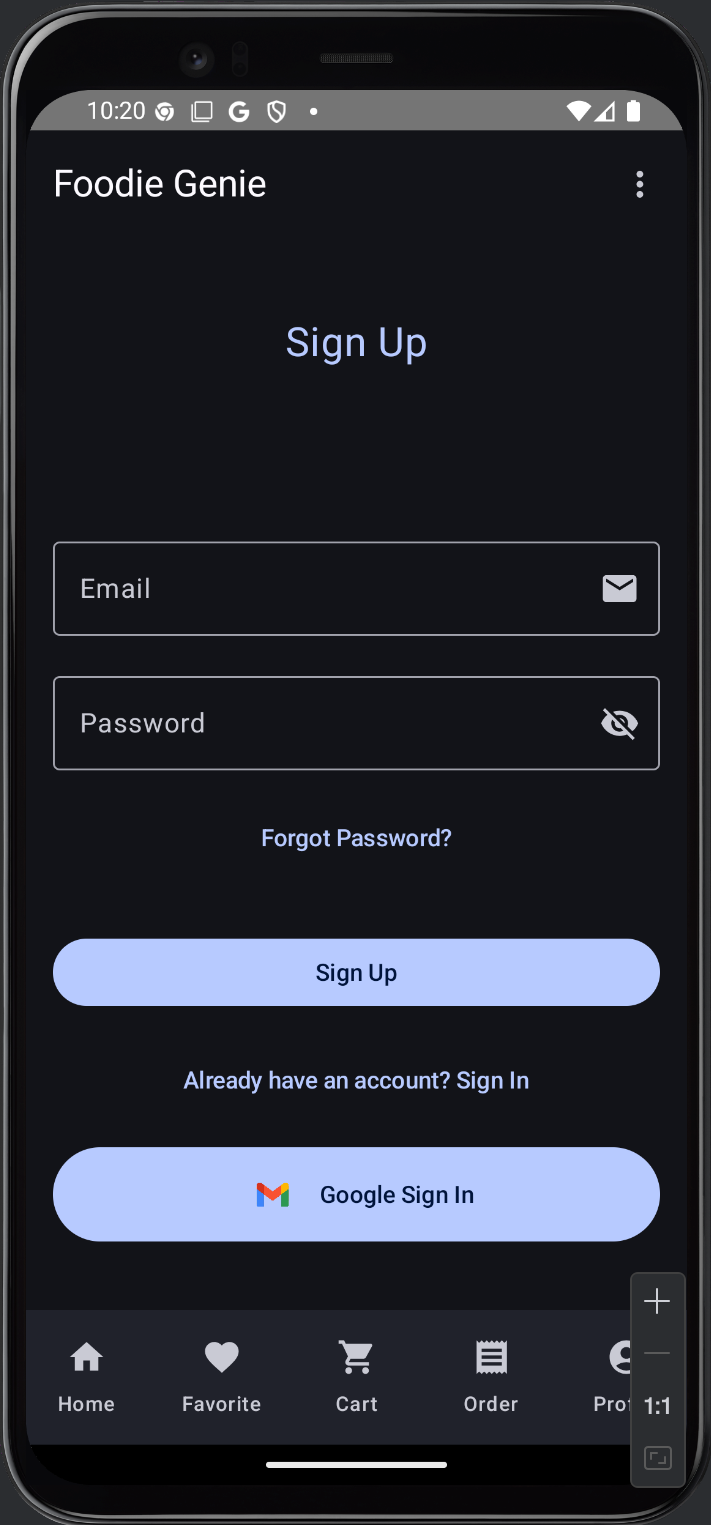 10:20
Foodie Genie
Sign Up
Email
Password
Forgot Password?
Sign Up
Already have an account? Sign In
Google Sign In
Home Favorite Cart Order
1:1